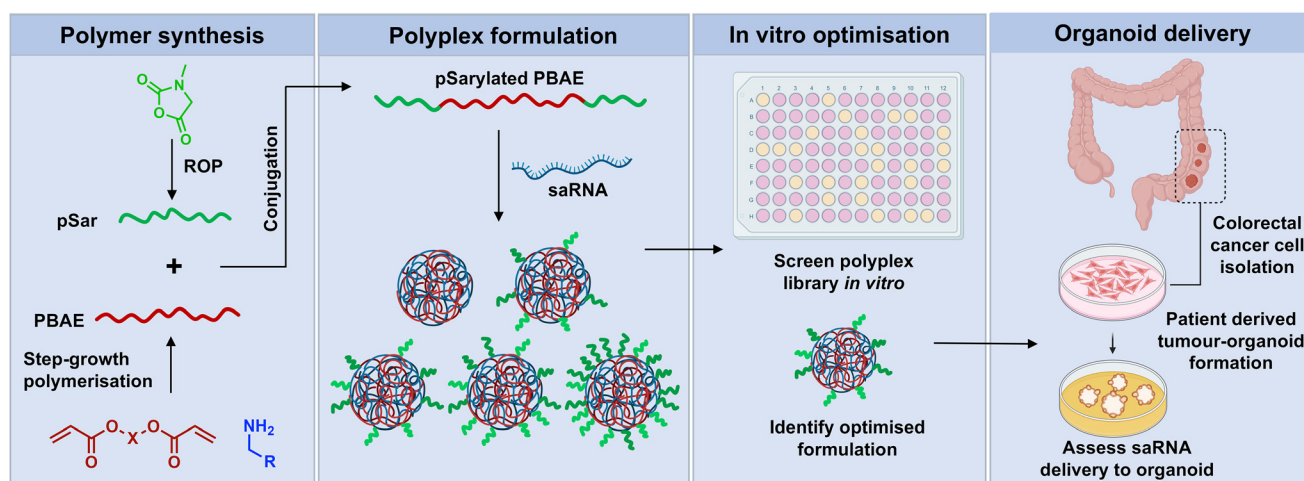 Polymer synthesis
O
N
O
O
ROP
pSar
+
PBAE
Step-growth
polymerisation
O
O
X
O
O
NH2
R
Conjugation
Polyplex formulation
pSarylated PBAE
saRNA
In vitro optimisation
1 2 3 4 5 6 7 8 9 10 11 12
A
B
C
D
E
F
G
H
Screen polyplex
library in vitro
Identify optimised
formulation
Organoid delivery
Colorectal
cancer cell
isolation
Patient derived
tumour-organoid
formation
Assess saRNA
delivery to organoid